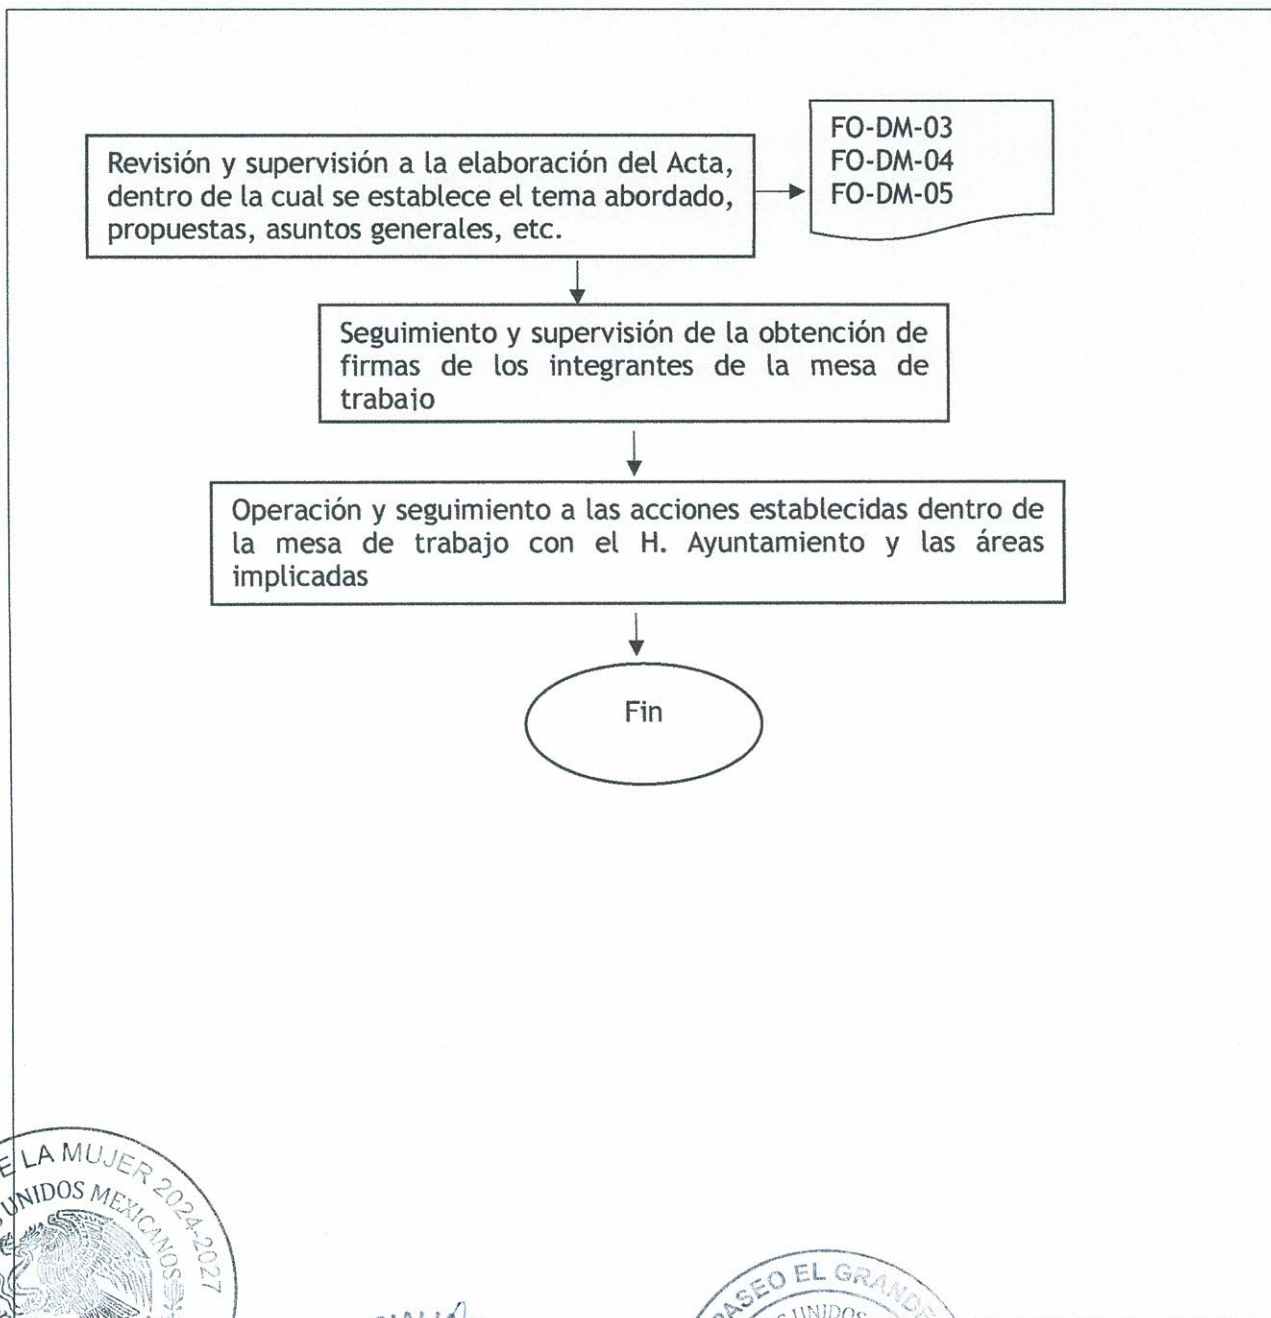 Revisión y supervisión a la elaboración del Acta,
dentro de la cual se establece el tema abordado,
propuestas, asuntos generales, etc.
FO-DM-03
FO-DM-04
FO-DM-05
Seguimiento y supervisión de la obtención de
firmas de los integrantes de la mesa de
trabajo
Operación y seguimiento a las acciones establecidas dentro de
la mesa de trabajo con el H. Ayuntamiento y las áreas
implicadas
Fin
LA MUJER 2024-2027
UNIDOS MEXICANOS
EL GRANDE
UNIDOS